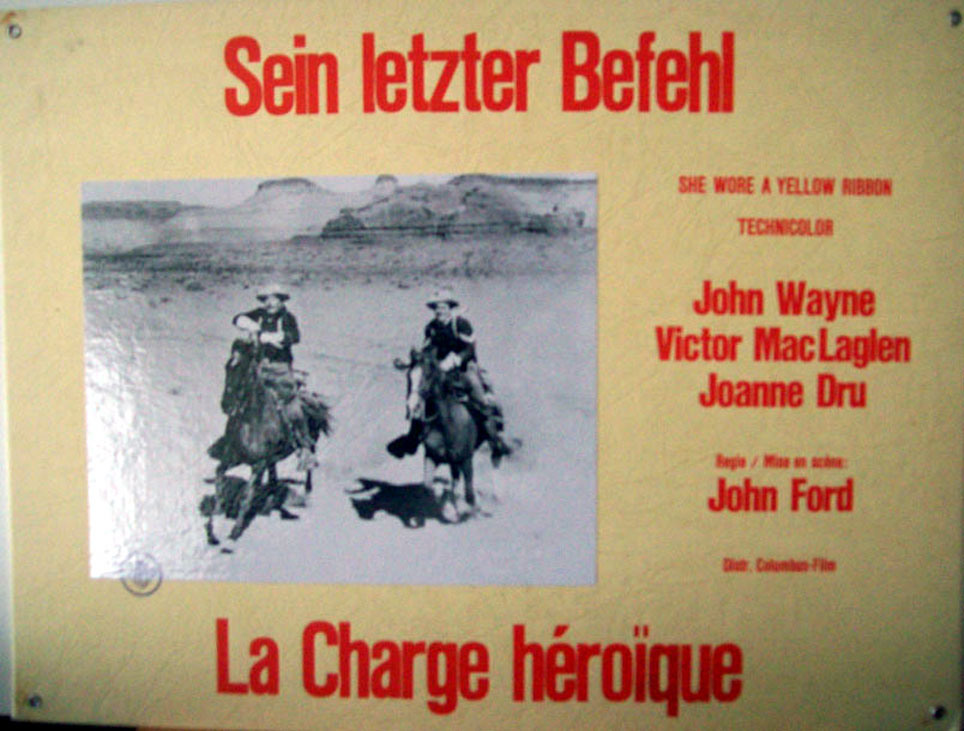 Sein letzter Befehl
SHE WORE A YELLOW RIBBON
TECHNICOLOR
John Wayne
Victor MacLaglen
Joanne Dru
Regie / Mise en scène:
John Ford
Distr. Columbus-Film
La Charge héroïque